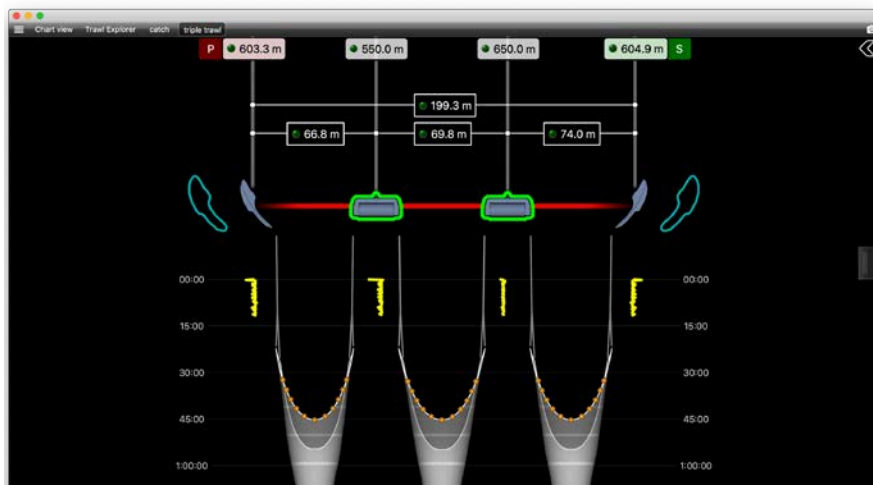 Chart view Trawl Explorer catch triple trawl
P 603.3 m 550.0 m 650.0 m 604.9 m S
199.3 m
66.8 m 69.8 m 74.0 m
00:00 00:00
15:00 15:00
30:00 30:00
45:00 45:00
1:00:00 1:00:00